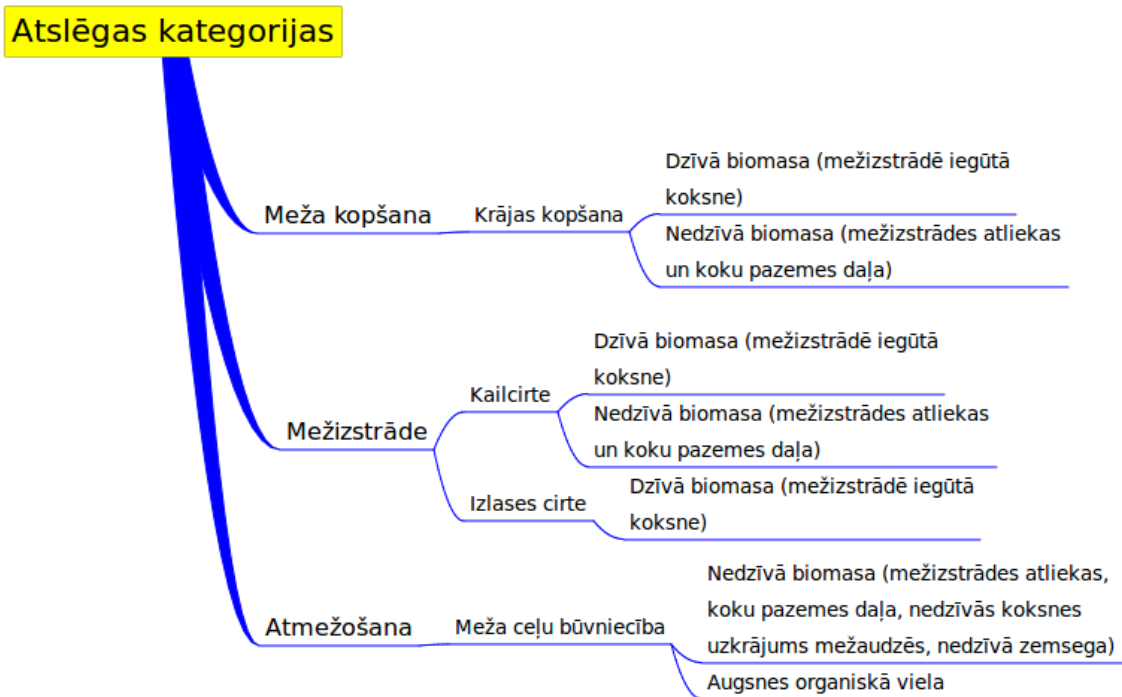 Atslēgas kategorijas
Meža kopšana
Krājas kopšana
Dzīvā biomasa (mežizstrādē iegūtā
koksne)
Nedzīvā biomasa (mežizstrādes atliekas
un koku pazemes daļa)
Mežizstrāde
Kailcirte
Dzīvā biomasa (mežizstrādē iegūtā
koksne)
Nedzīvā biomasa (mežizstrādes atliekas
un koku pazemes daļa)
Izlases cirte
Dzīvā biomasa (mežizstrādē iegūtā
koksne)
Atmežošana
Meža ceļu būvniecība
Nedzīvā biomasa (mežizstrādes atliekas,
koku pazemes daļa, nedzīvās koksnes
uzkrājums mežaudzēs, nedzīvā zemsega)
Augsnes organiskā viela